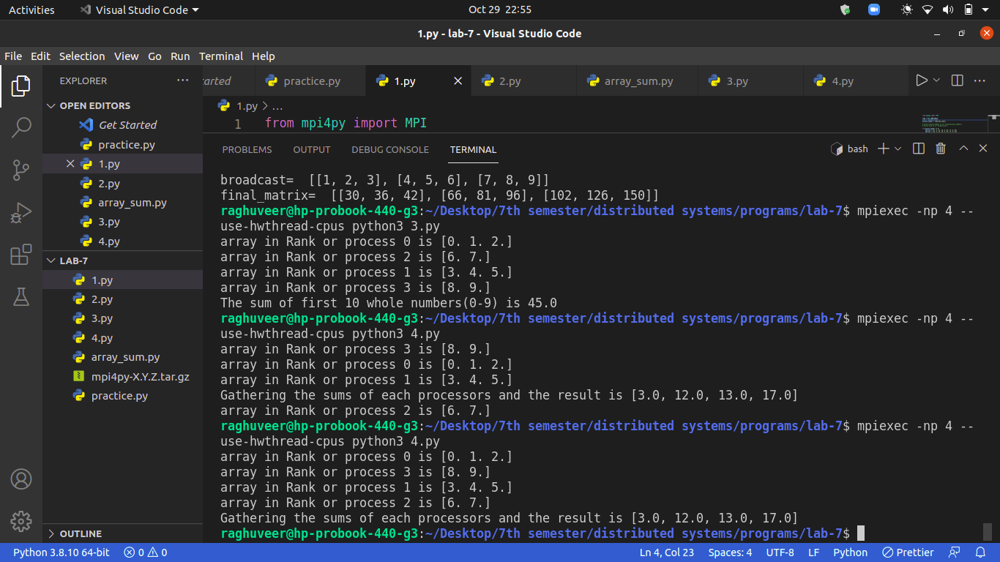 Activities Visual Studio Code Oct 29 22:55
1.py - lab-7 - Visual Studio Code
File Edit Selection View Go Run Terminal Help
EXPLORER
OPEN EDITORS
Get Started
practice.py
1.py
2.py
array_sum.py
3.py
4.py
LAB-7
1.py
2.py
3.py
4.py
array_sum.py
mpi4py-X.Y.Z.tar.gz
practice.py
OUTLINE
arted practice.py 1.py 2.py array_sum.py 3.py 4.py
1.py > ...
1 from mpi4py import MPI
PROBLEMS OUTPUT DEBUG CONSOLE TERMINAL bash
broadcast=  [[1, 2, 3], [4, 5, 6], [7, 8, 9]]
final_matrix=  [[30, 36, 42], [66, 81, 96], [102, 126, 150]]
raghuveer@hp-probook-440-g3:~/Desktop/7th semester/distributed systems/programs/lab-7$ mpiexec -np 4 --
use-hwthread-cpus python3 3.py
array in Rank or process 0 is [0. 1. 2.]
array in Rank or process 2 is [6. 7.]
array in Rank or process 1 is [3. 4. 5.]
array in Rank or process 3 is [8. 9.]
The sum of first 10 whole numbers(0-9) is 45.0
raghuveer@hp-probook-440-g3:~/Desktop/7th semester/distributed systems/programs/lab-7$ mpiexec -np 4 --
use-hwthread-cpus python3 4.py
array in Rank or process 3 is [8. 9.]
array in Rank or process 0 is [0. 1. 2.]
array in Rank or process 1 is [3. 4. 5.]
Gathering the sums of each processors and the result is [3.0, 12.0, 13.0, 17.0]
array in Rank or process 2 is [6. 7.]
raghuveer@hp-probook-440-g3:~/Desktop/7th semester/distributed systems/programs/lab-7$ mpiexec -np 4 --
use-hwthread-cpus python3 4.py
array in Rank or process 0 is [0. 1. 2.]
array in Rank or process 3 is [8. 9.]
array in Rank or process 1 is [3. 4. 5.]
array in Rank or process 2 is [6. 7.]
Gathering the sums of each processors and the result is [3.0, 12.0, 13.0, 17.0]
raghuveer@hp-probook-440-g3:~/Desktop/7th semester/distributed systems/programs/lab-7$
Python 3.8.10 64-bit 0 0 Ln 4, Col 23 Spaces: 4 UTF-8 LF Python Prettier